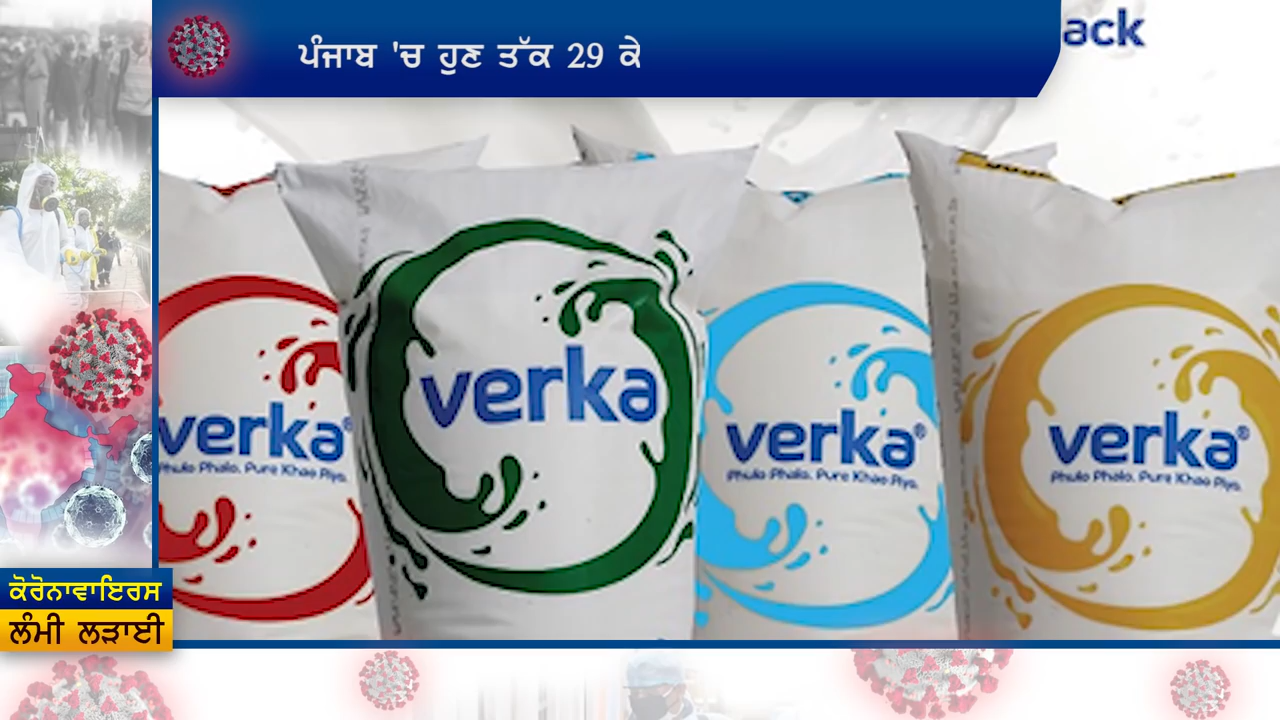 ਪੰਜਾਬ 'ਚ ਹੁਣ ਤੱਕ 29 ਕੇ
ack
verka
verka®
Phulo Phalo. Pure Khao Piyo.
verka®
Phulo Phalo. Pure Khao Piyo.
verka®
Phulo Phalo. Pure Khao Piyo.
ਕੋਰੋਨਾਵਾਇਰਸ
ਲੰਮੀ ਲੜਾਈ